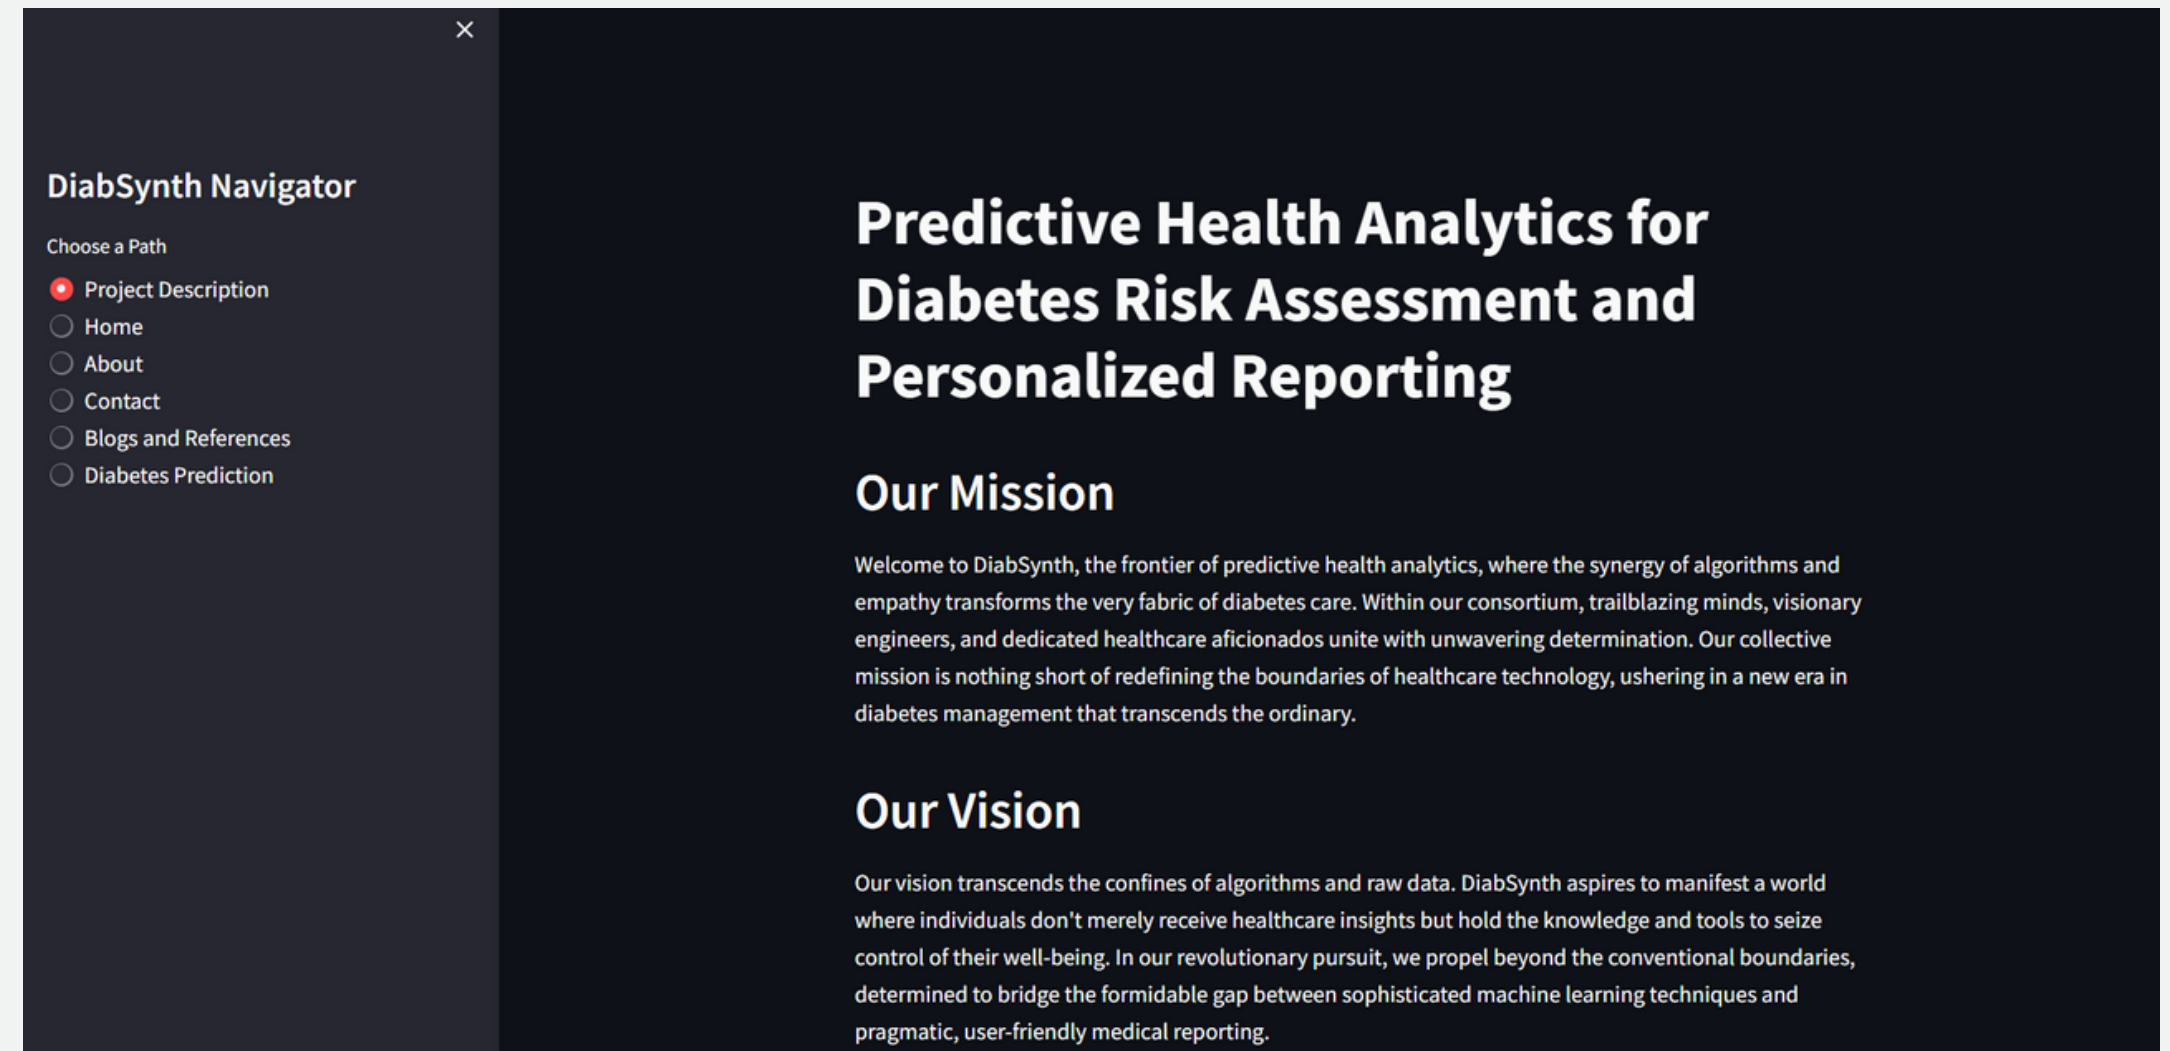 DiabSynth Navigator
Choose a Path
Project Description
Home
About
Contact
Blogs and References
Diabetes Prediction
Predictive Health Analytics for
Diabetes Risk Assessment and
Personalized Reporting
Our Mission
Welcome to DiabSynth, the frontier of predictive health analytics, where the synergy of algorithms and
empathy transforms the very fabric of diabetes care. Within our consortium, trailblazing minds, visionary
engineers, and dedicated healthcare aficionados unite with unwavering determination. Our collective
mission is nothing short of redefining the boundaries of healthcare technology, ushering in a new era in
diabetes management that transcends the ordinary.
Our Vision
Our vision transcends the confines of algorithms and raw data. DiabSynth aspires to manifest a world
where individuals don't merely receive healthcare insights but hold the knowledge and tools to seize
control of their well-being. In our revolutionary pursuit, we propel beyond the conventional boundaries,
determined to bridge the formidable gap between sophisticated machine learning techniques and
pragmatic, user-friendly medical reporting.